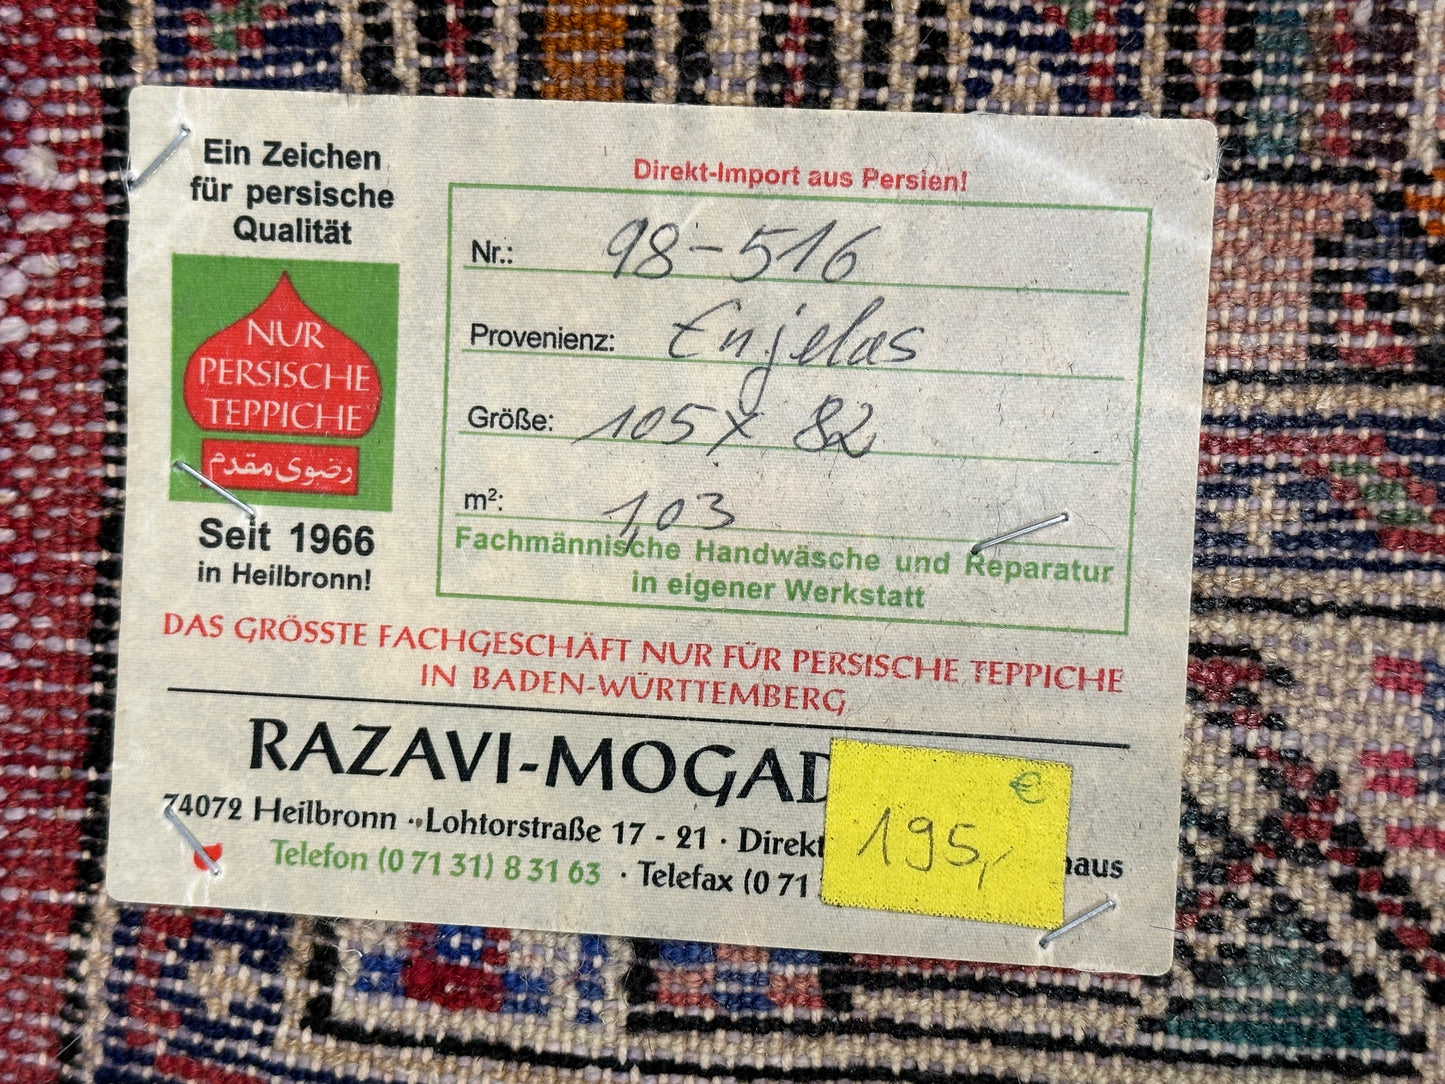 Ein Zeichen
für persische
Qualität
NUR
PERSISCHE
TEPPICHE
رضوی مقدم
Seit 1966
in Heilbronn!
Direkt-Import aus Persien!
Nr.: 98-516
Provenienz: Enjelas
Größe: 105 x 82
m²: 1,03
Fachmännische Handwäsche und Reparatur
in eigener Werkstatt
DAS GRÖSSTE FACHGESCHÄFT NUR FÜR PERSISCHE TEPPICHE
IN BADEN-WÜRTTEMBERG
RAZAVI-MOGAD
74072 Heilbronn · Lohtorstraße 17 - 21 · Direkt haus
Telefon (0 71 31) 8 31 63 · Telefax (0 71
€
195,-